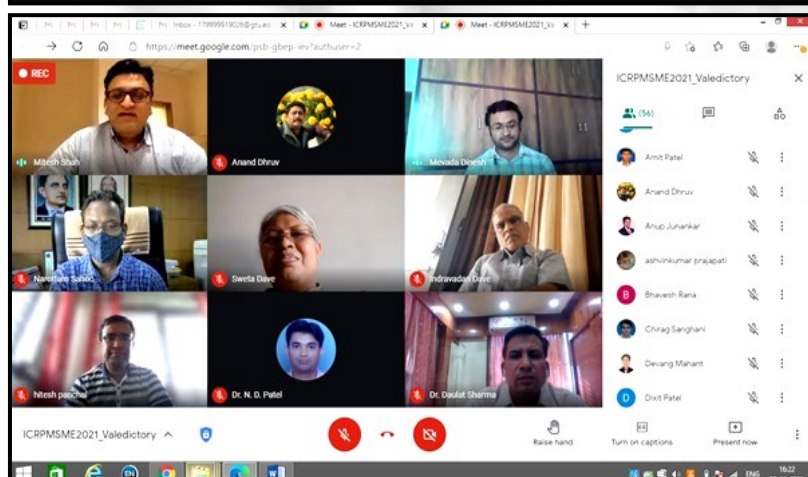 Inbox - 119999919026@gtu.ed
Meet - ICRPMSME2021_Va
Meet - ICRPMSME2021_Va
https://meet.google.com/psb-gbep-iev?authuser=2
REC
ICRPMSME2021_Valedictory
(56)
Mitesh Shah
Anand Dhruv
Mevada Dinesh
Narottam Sahoo
Sweta Dave
Indravadan Dave
hitesh panchal
Dr. N. D. Patel
Dr. Daulat Sharma
Amit Patel
Anand Dhruv
Anup Junankar
ashvinkumar prajapati
B Bhavesh Rana
Chirag Sanghani
Devang Mahant
D Dixit Patel
ICRPMSME2021_Valedictory
Raise hand
Turn on captions
Present now
ENG
16:22